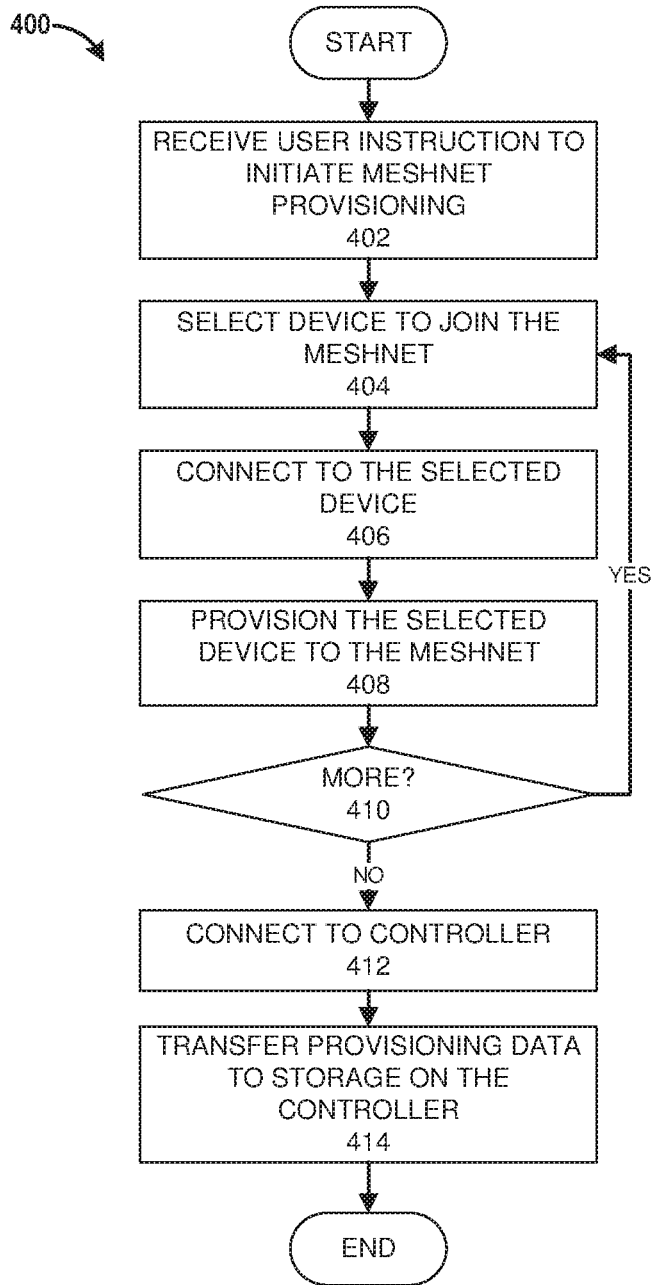 400
START
RECEIVE USER INSTRUCTION TO
INITIATE MESHNET
PROVISIONING
402
SELECT DEVICE TO JOIN THE
MESHNET
404
CONNECT TO THE SELECTED
DEVICE
406
YES
PROVISION THE SELECTED
DEVICE TO THE MESHNET
408
MORE?
410
NO
CONNECT TO CONTROLLER
412
TRANSFER PROVISIONING DATA
TO STORAGE ON THE
CONTROLLER
414
END